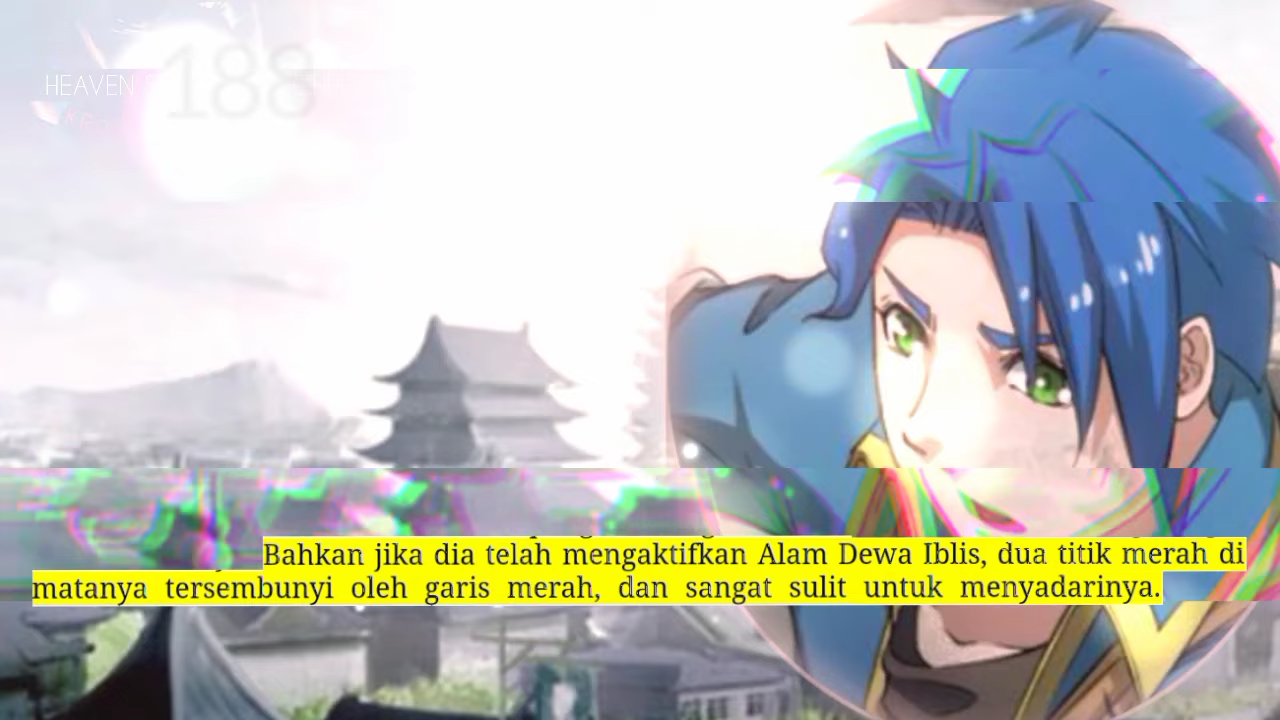 188
HEAVEN
Bahkan jika dia telah mengaktifkan Alam Dewa Iblis, dua titik merah di
matanya tersembunyi oleh garis merah, dan sangat sulit untuk menyadarinya.